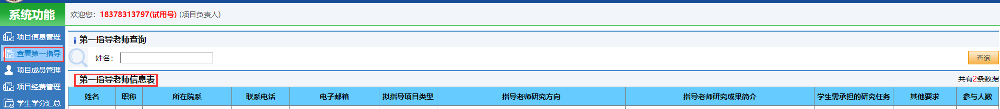 系统功能
欢迎您：18378313797(试用号) (项目负责人)
项目信息管理
查看第一指导
项目成员管理
项目经费管理
学生学分汇总
第一指导老师查询
姓名：
查询
第一指导老师信息表
共有2条数据
姓名 职称 所在院系 联系电话 电子邮箱 拟指导项目类型 指导老师研究方向 指导老师研究成果简介 学生需承担的研究任务 其他要求 参与人数